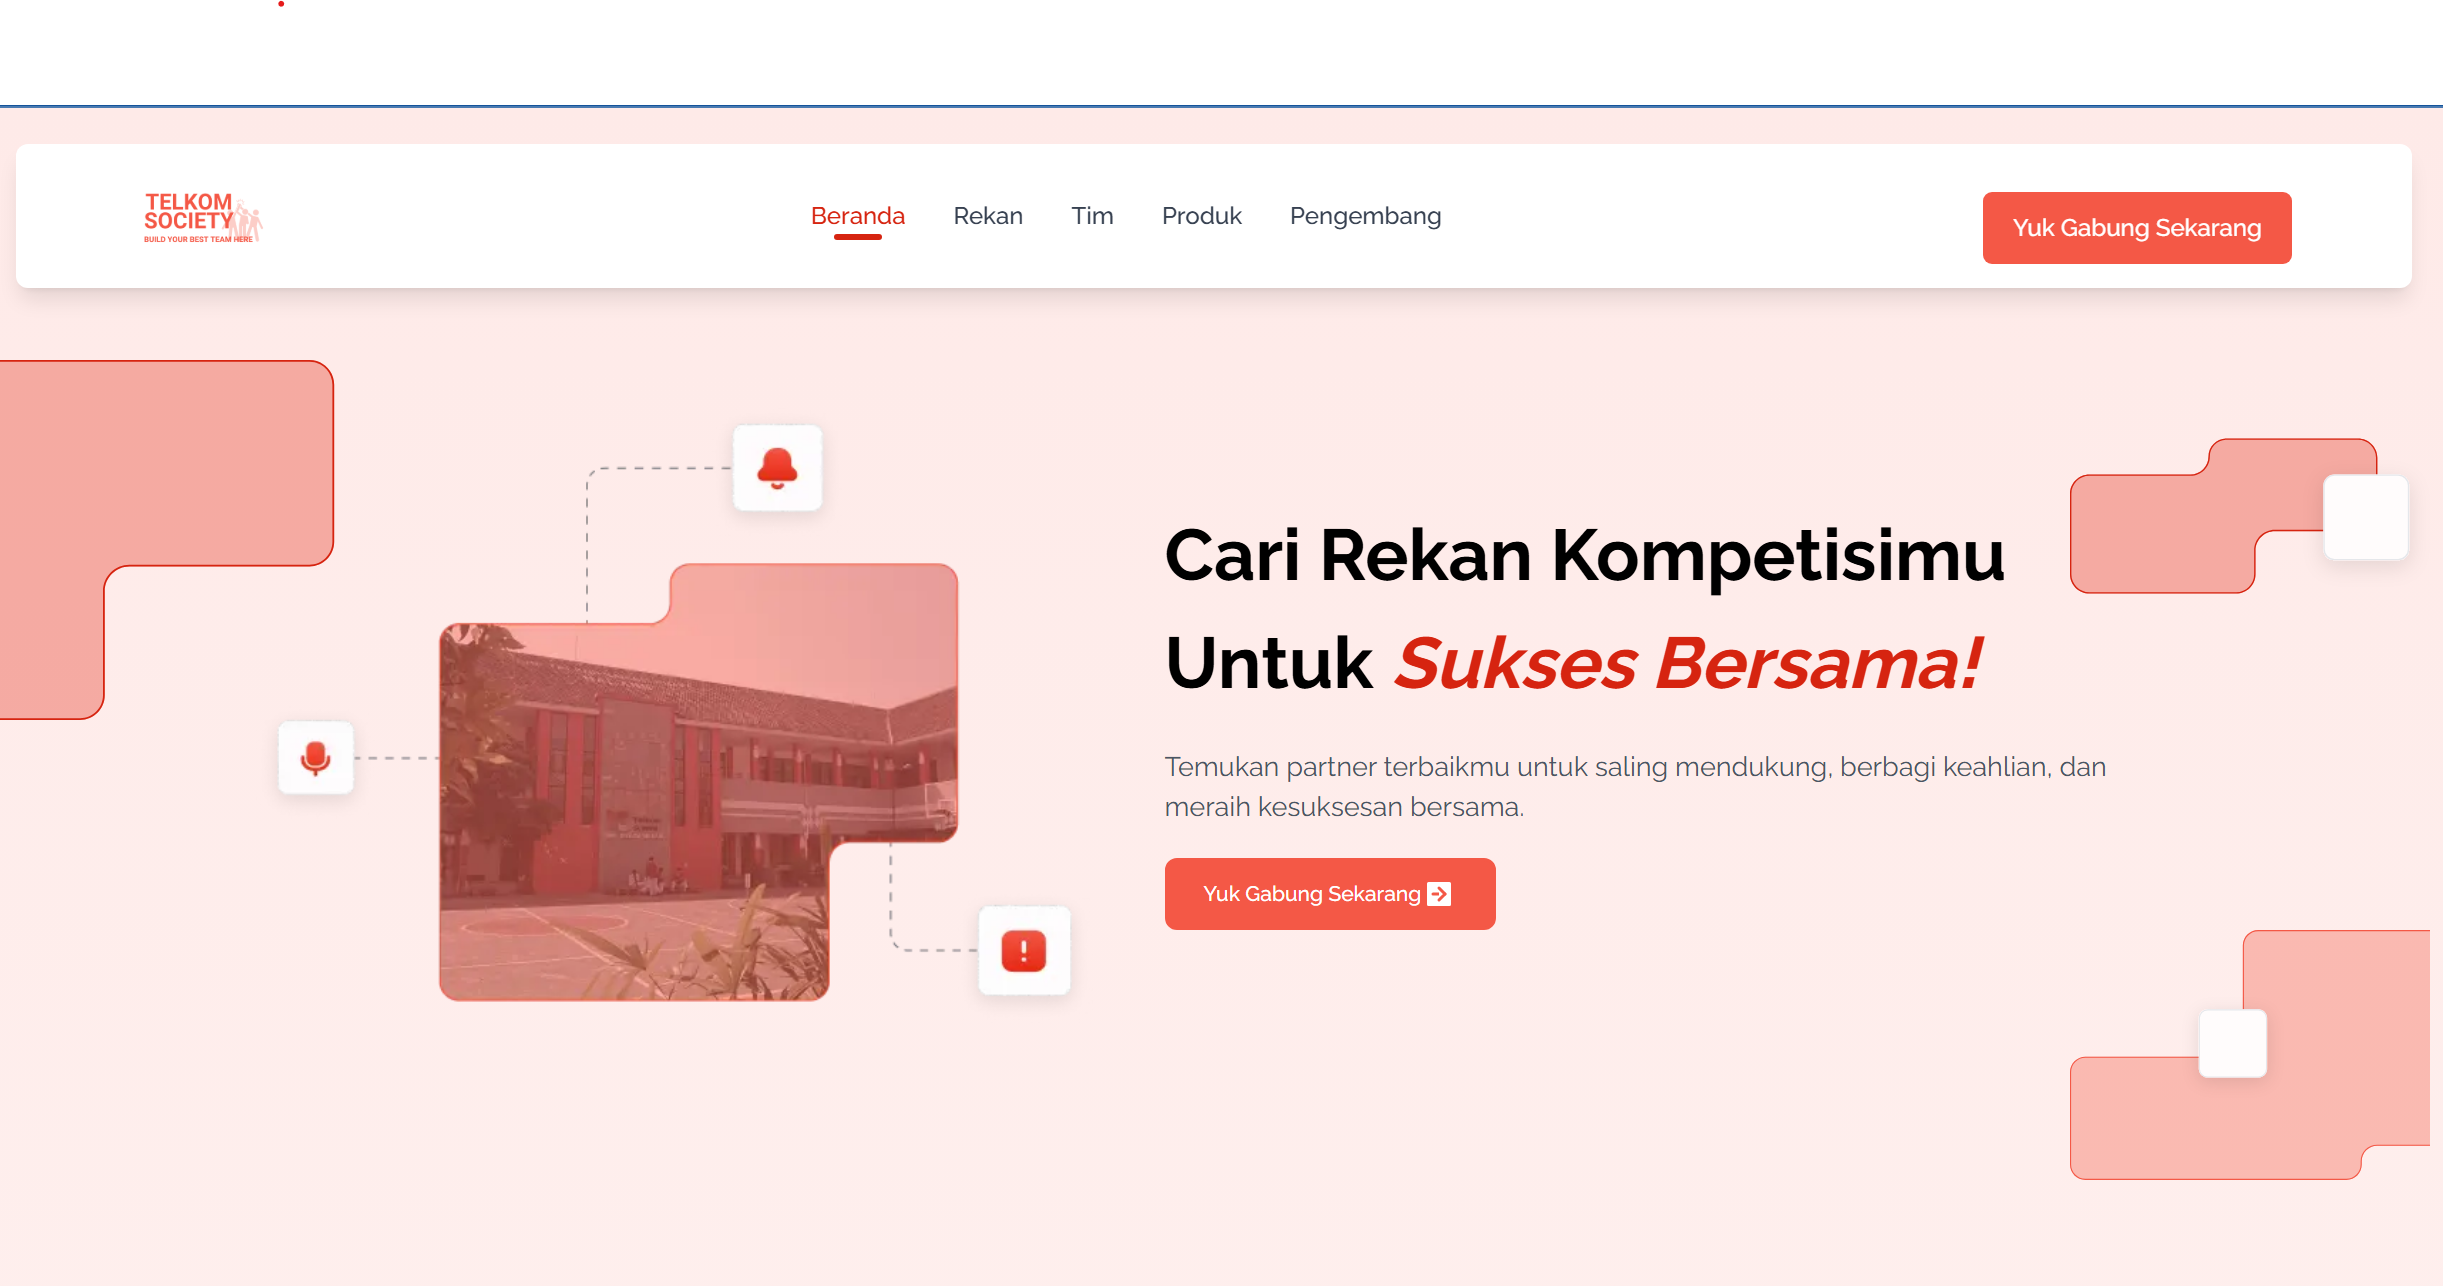 TELKOM
SOCIETY
BUILD YOUR BEST TEAM HERE
Beranda
Rekan
Tim
Produk
Pengembang
Yuk Gabung Sekarang
Cari Rekan Kompetisimu
Untuk Sukses Bersama!
Temukan partner terbaikmu untuk saling mendukung, berbagi keahlian, dan
meraih kesuksesan bersama.
Yuk Gabung Sekarang